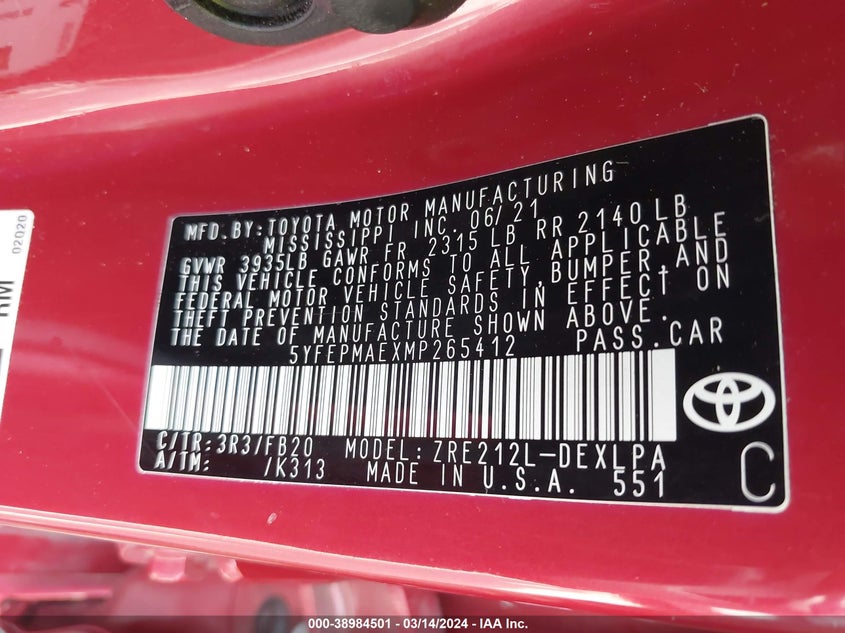 MFD.BY:TOYOTA MOTOR MANUFACTURING
MISSISSIPPI INC. 06/21
GVWR 3935LB GAWR FR 2315 LB RR 2140 LB
THIS VEHICLE CONFORMS TO ALL APPLICABLE
FEDERAL MOTOR VEHICLE SAFETY,BUMPER,AND
THEFT PREVENTION STANDARDS IN EFFECT ON
THE DATE OF MANUFACTURE SHOWN ABOVE.
5YFEPMAEXMP265412 PASS.CAR
C/TR:3R3/FB20 MODEL:ZRE212L-DEXLPA
A/TM: /K313 MADE IN U.S.A. 551
C
RM
02020
000-38984501 - 03/14/2024 - IAA Inc.